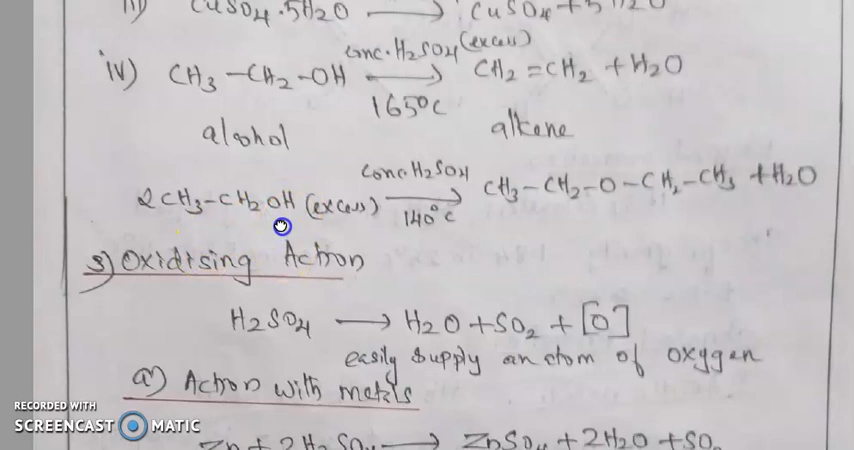 CuSO4.5H2O → CuSO4 + 5H2O
iv) CH3-CH2-OH conc.H2SO4 (excess) → 165°C CH2=CH2 + H2O
alcohol alkene
2CH3-CH2OH (excess) conc.H2SO4 → 140°C CH3-CH2-O-CH2-CH3 + H2O
3) Oxidising Action
H2SO4 → H2O + SO2 + [O]
easily supply an atom of oxygen
a) Action with metals
Zn + 2H2SO4 → ZnSO4 + 2H2O + SO2
RECORDED WITH
SCREENCAST MATIC